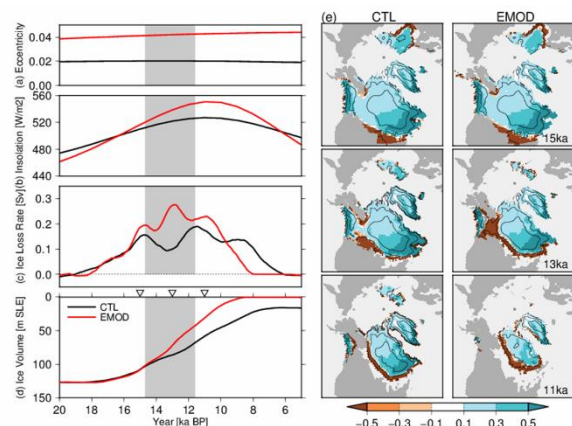 (e) CTL EMOD
(a) Eccentricity
0.04
0.02
0.00
(b) Insolation [W/m2]
560
520
480
440
(c) Ice Loss Rate [Sv]
0.3
0.2
0.1
0.0
(d) Ice Volume [m SLE]
0
50
100
150
CTL
EMOD
20 18 16 14 12 10 8 6
Year [ka BP]
15ka
13ka
11ka
−0.5 −0.3 −0.1 0.1 0.3 0.5